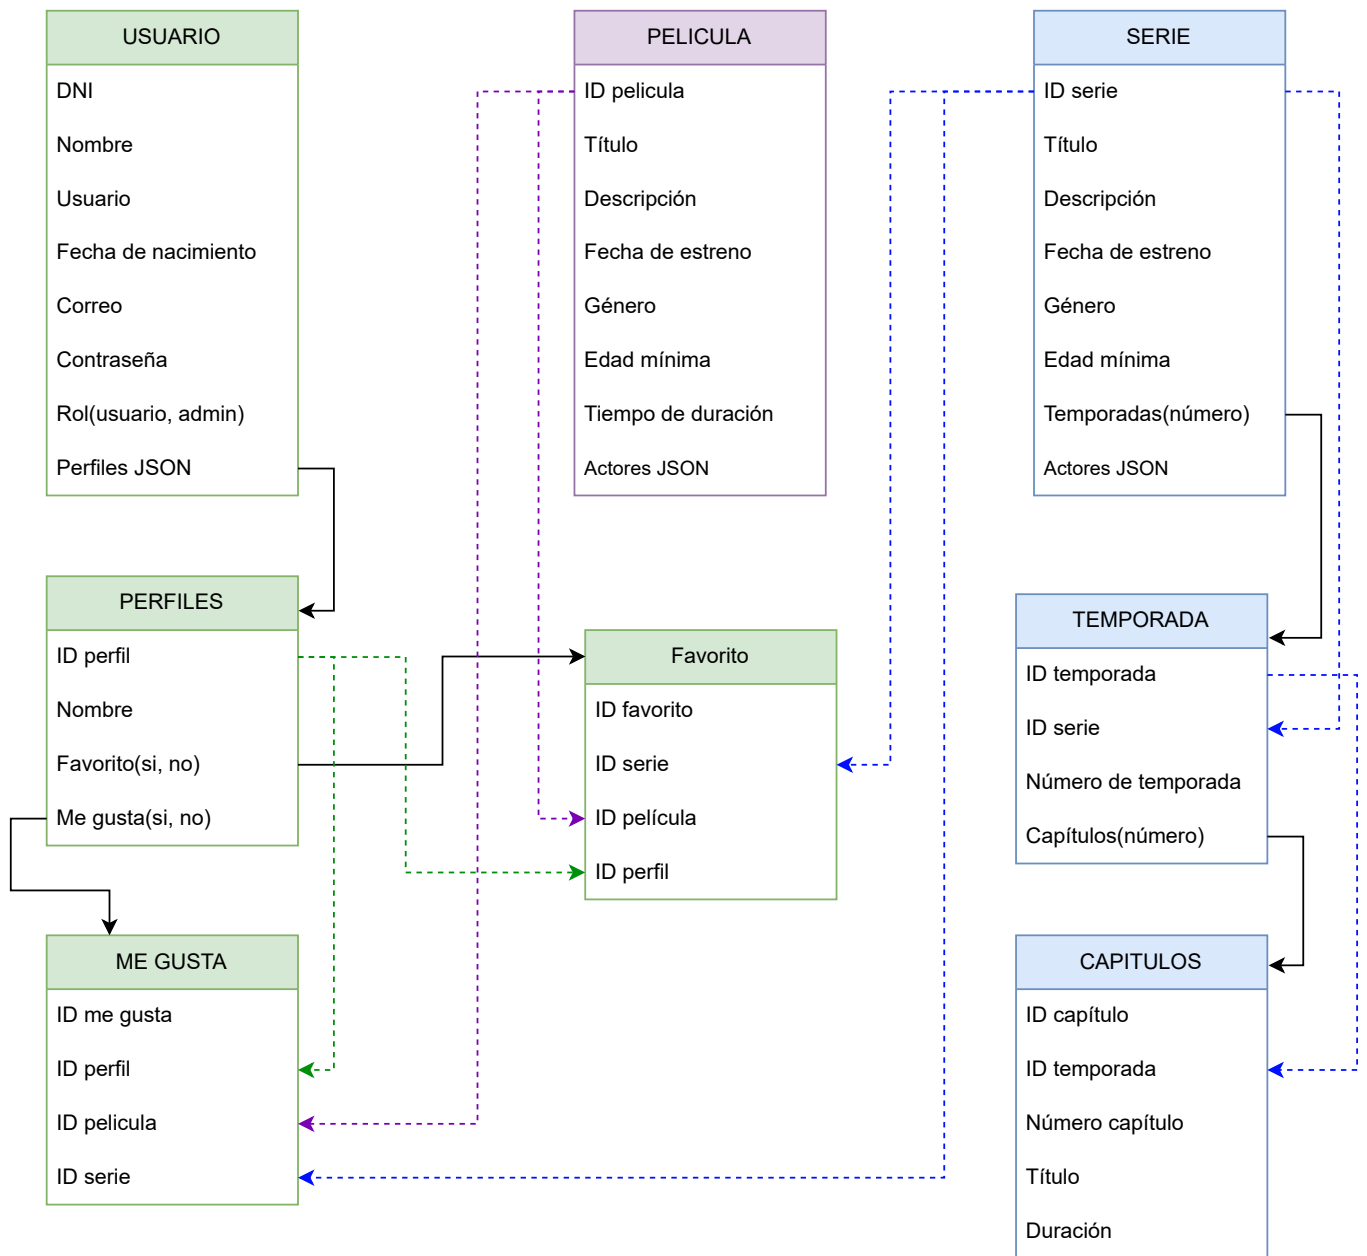 USUARIO
DNI
Nombre
Usuario
Fecha de nacimiento
Correo
Contraseña
Rol(usuario, admin)
Perfiles JSON
PELICULA
ID pelicula
Título
Descripción
Fecha de estreno
Género
Edad mínima
Tiempo de duración
Actores JSON
SERIE
ID serie
Título
Descripción
Fecha de estreno
Género
Edad mínima
Temporadas(número)
Actores JSON
PERFILES
ID perfil
Nombre
Favorito(si, no)
Me gusta(si, no)
Favorito
ID favorito
ID serie
ID película
ID perfil
TEMPORADA
ID temporada
ID serie
Número de temporada
Capítulos(número)
ME GUSTA
ID me gusta
ID perfil
ID pelicula
ID serie
CAPITULOS
ID capítulo
ID temporada
Número capítulo
Título
Duración